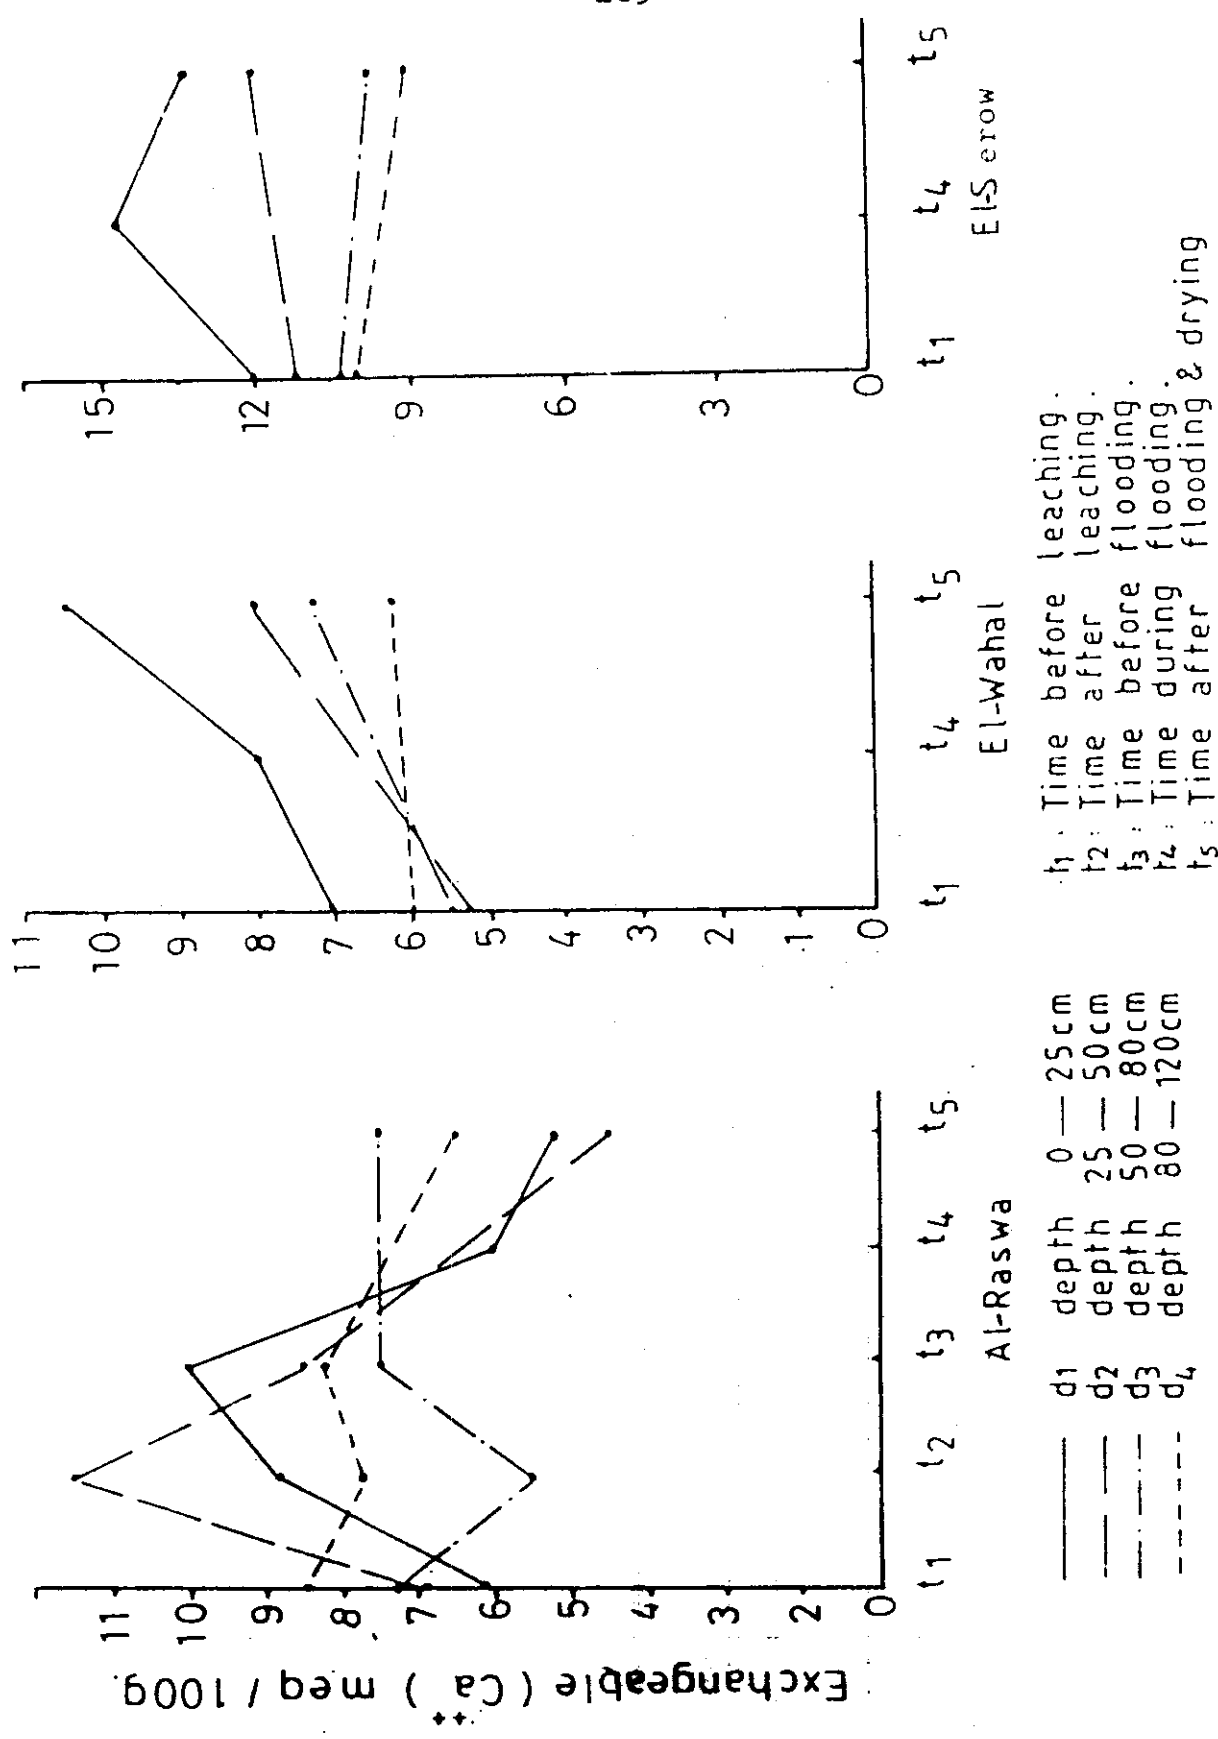 Exchangeable (Ca++) meq / 100g.
11
10
9
8
7
6
5
4
3
2
1
0
t1 t2 t3 t4 t5
Al-Raswa
11
10
9
8
7
6
5
4
3
2
1
0
t1 t4 t5
El-Wahal
15
12
9
6
3
0
t1 t4 t5
El-Serow
d1 depth 0 — 25cm
d2 depth 25 — 50cm
d3 depth 50 — 80cm
d4 depth 80 — 120cm
t1 : Time before leaching .
t2 : Time after leaching .
t3 : Time before flooding .
t4 : Time during flooding .
t5 : Time after flooding & drying